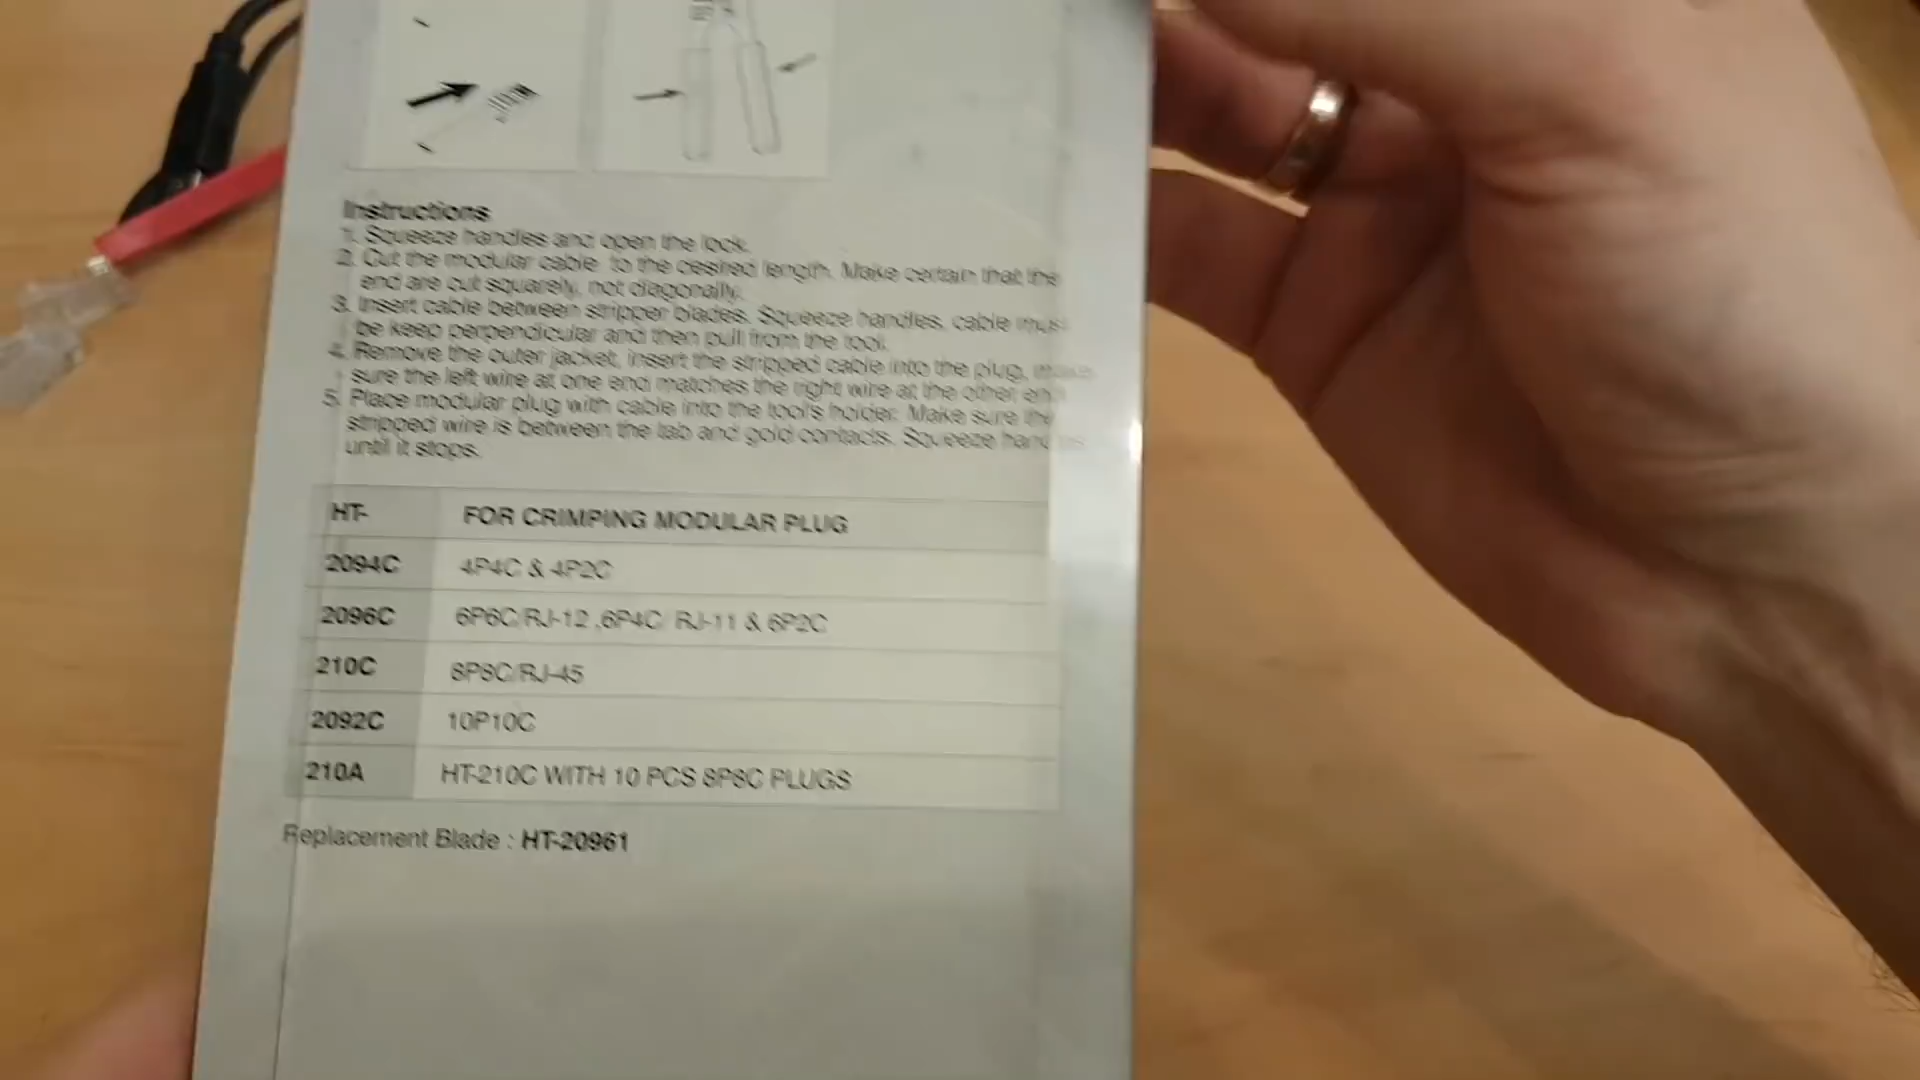 Instructions
1. Squeeze handles and open the lock.
2. Cut the modular cable to the desired length. Make certain that the
end are cut squarely, not diagonally.
3. Insert cable between stripper blades. Squeeze handles, cable must
be keep perpendicular and then pull from the tool.
4. Remove the outer jacket, insert the stripped cable into the plug, make
sure the left wire at one end matches the right wire at the other end.
5. Place modular plug with cable into the tool's holder. Make sure the
stripped wire is between the tab and gold contacts. Squeeze handles
until it stops.
HT- FOR CRIMPING MODULAR PLUG
2094C 4P4C & 4P2C
2096C 6P6C/RJ-12 ,6P4C/ RJ-11 & 6P2C
210C 8P8C/RJ-45
2092C 10P10C
210A HT-210C WITH 10 PCS 8P8C PLUGS
Replacement Blade : HT-20961